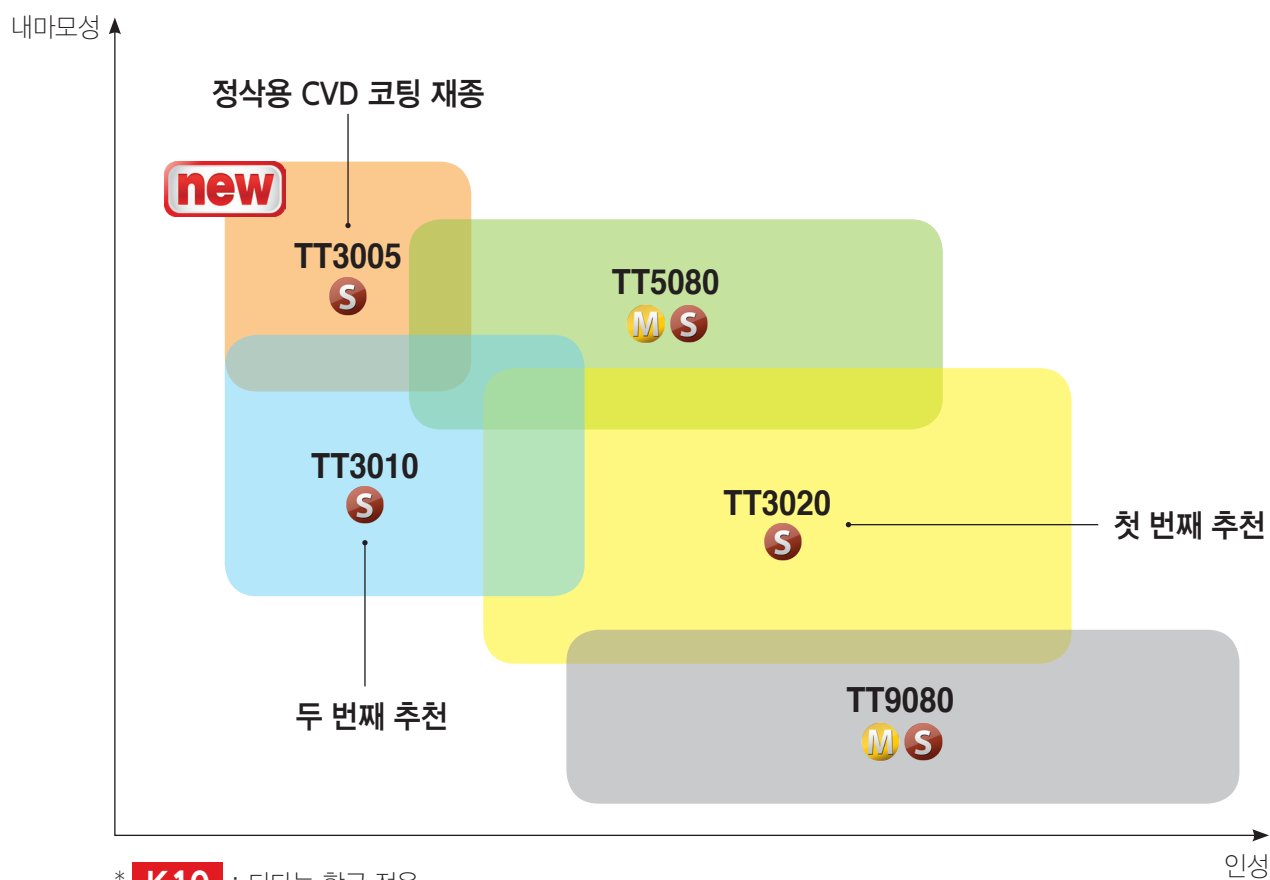 내마모성
정삭용 CVD 코팅 재종
new
TT3005
S
TT5080
M S
TT3010
S
TT3020
S
첫 번째 추천
두 번째 추천
TT9080
M S
인성
* K10 :